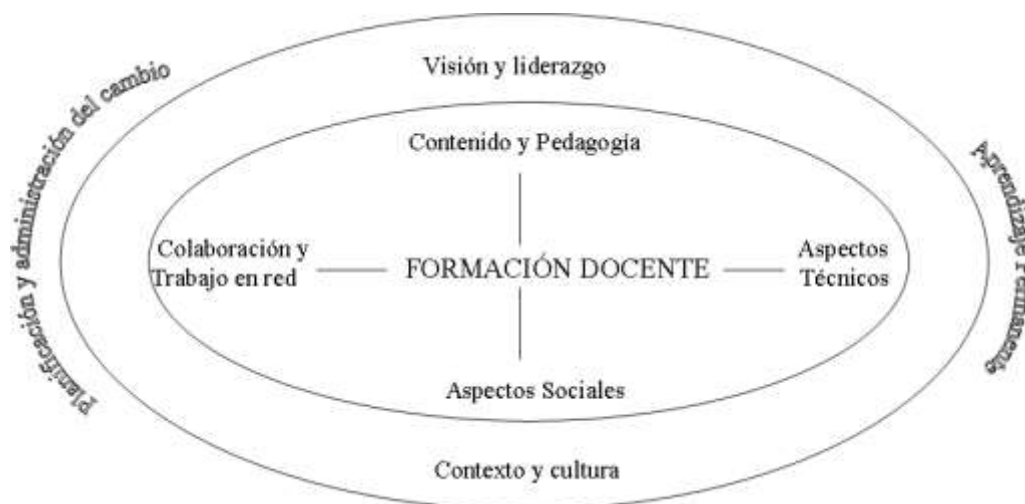 Visión y liderazgo
Planificación y administración del cambio
Contenido y Pedagogía
Aprendizaje Permanente
Colaboración y
Trabajo en red
FORMACIÓN DOCENTE
Aspectos
Técnicos
Aspectos Sociales
Contexto y cultura